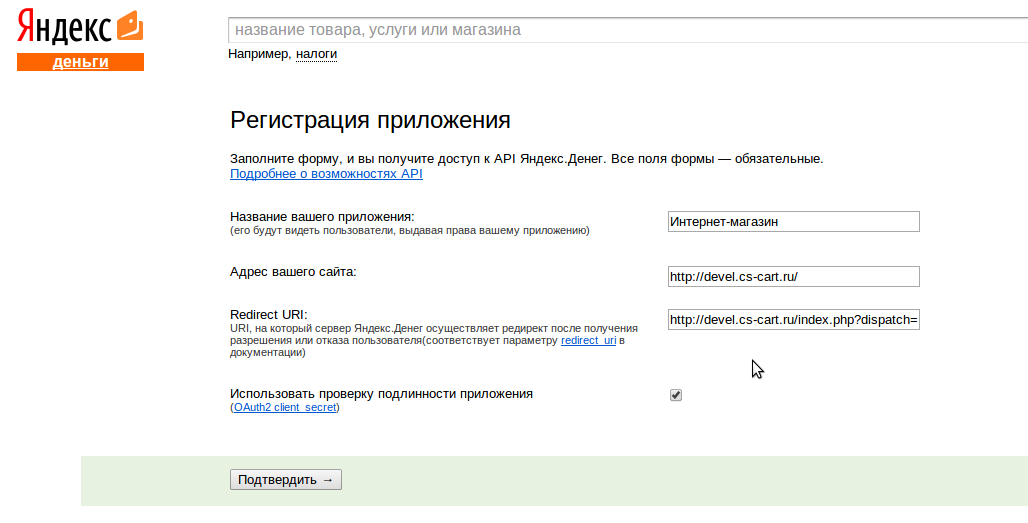 Яндекс
деньги
название товара, услуги или магазина
Например, налоги
Регистрация приложения
Заполните форму, и вы получите доступ к API Яндекс.Денег. Все поля формы — обязательные.
Подробнее о возможностях API
Название вашего приложения:
(его будут видеть пользователи, выдавая права вашему приложению)
Интернет-магазин
Адрес вашего сайта:
http://devel.cs-cart.ru/
Redirect URI:
URI, на который сервер Яндекс.Денег осуществляет редирект после получения
разрешения или отказа пользователя(соответствует параметру redirect_uri в
документации)
http://devel.cs-cart.ru/index.php?dispatch=
Использовать проверку подлинности приложения
(OAuth2 client_secret)
Подтвердить →